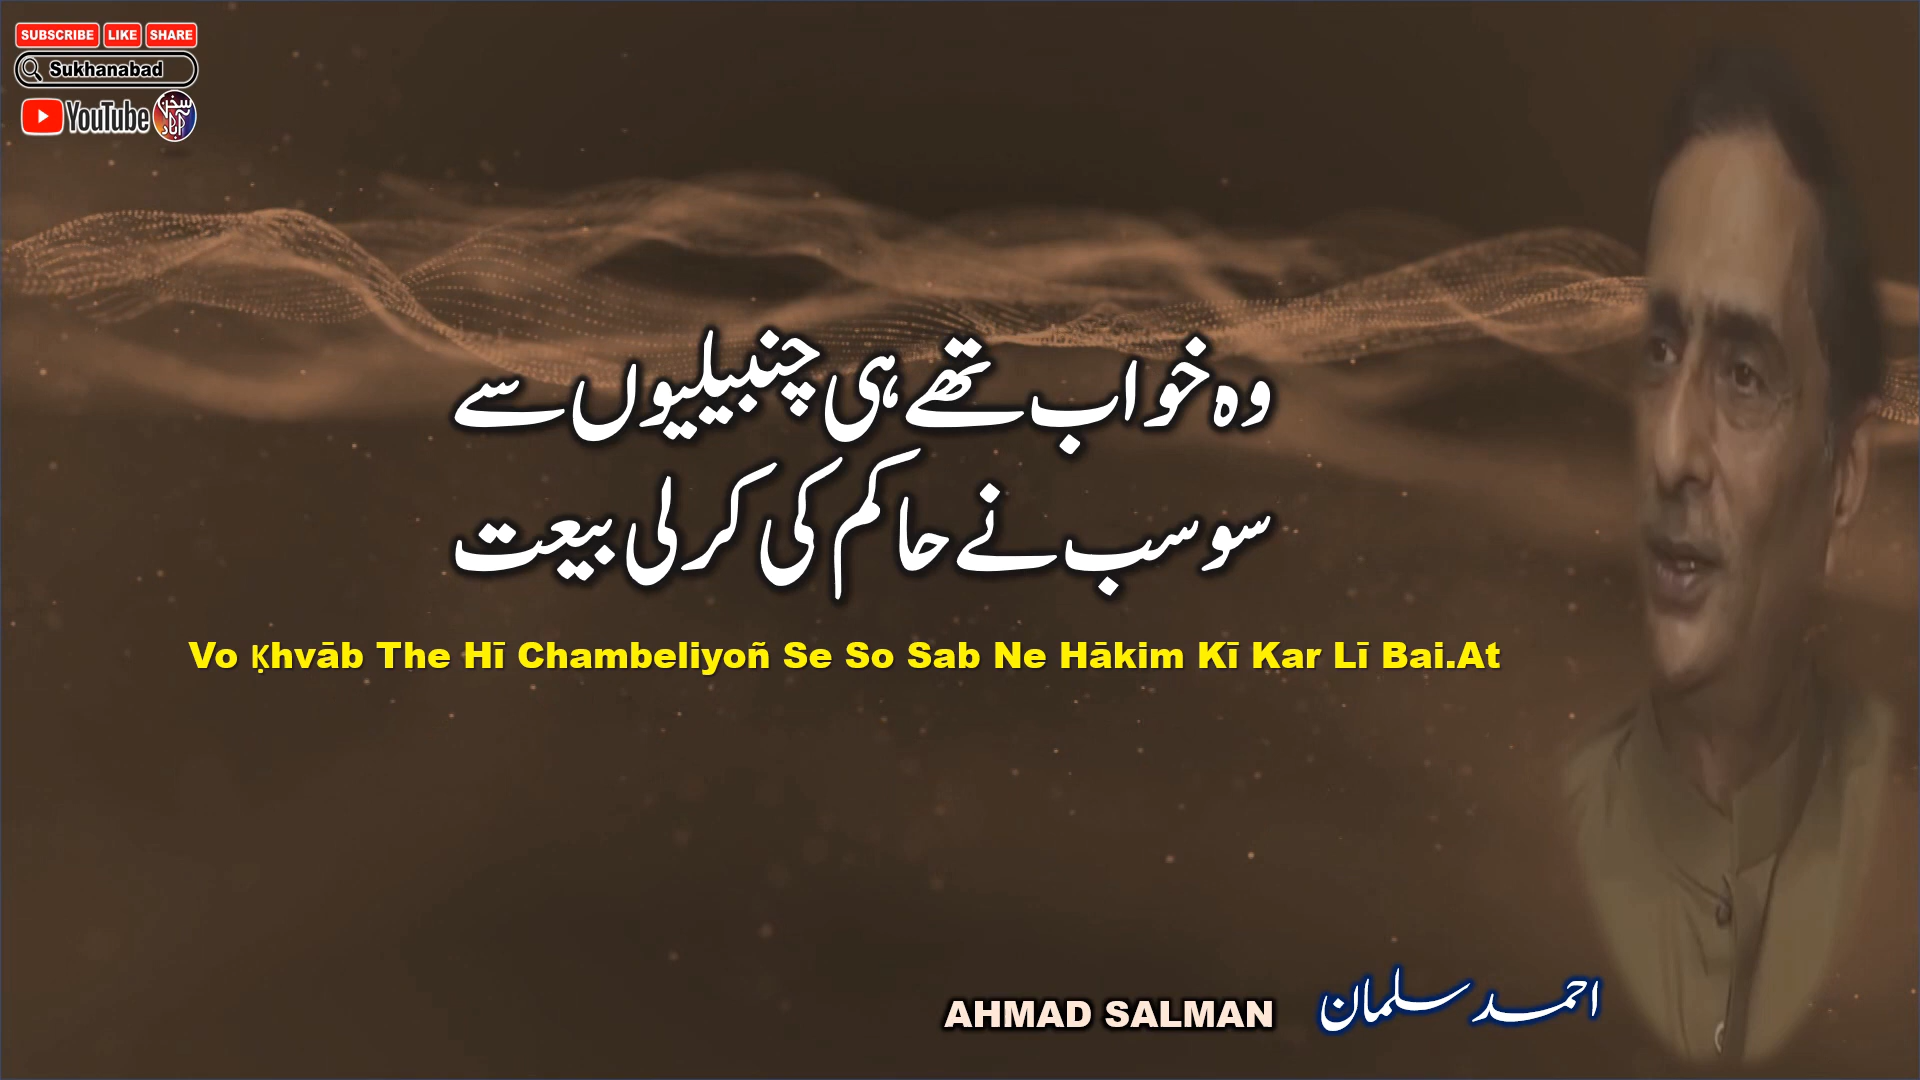 SUBSCRIBE LIKE SHARE
Sukhanabad
YouTube سخن آباد
وہ خواب تھے ہی چنبیلیوں سے
سو سب نے حاکم کی کر لی بیعت
Vo Ḳhvāb The Hī Chambeliyoñ Se So Sab Ne Hākim Kī Kar Lī Bai.At
AHMAD SALMAN احمد سلمان